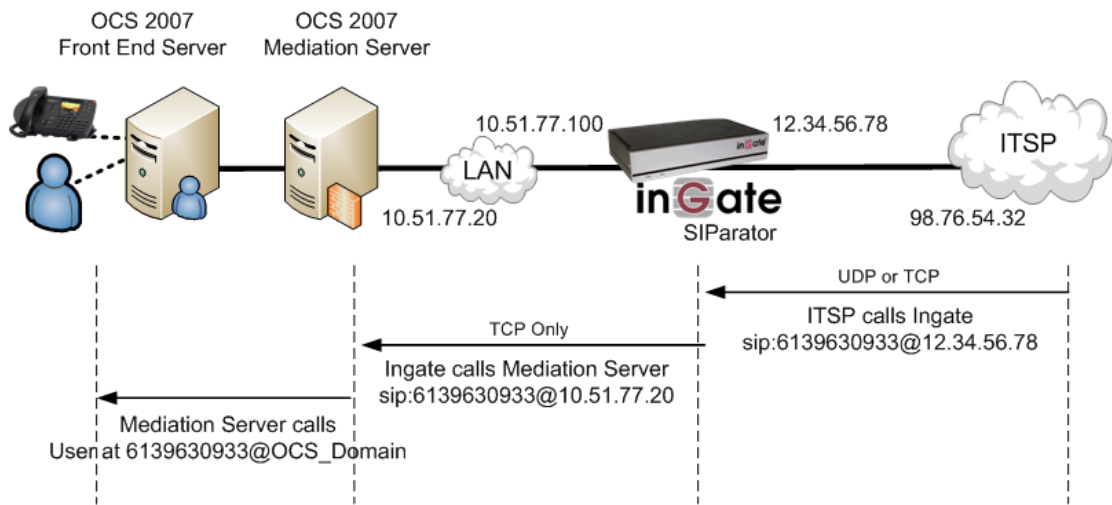 OCS 2007
Front End Server
OCS 2007
Mediation Server
10.51.77.100
12.34.56.78
inGate
ITSP
LAN
inGate
10.51.77.20
SIParator
98.76.54.32
UDP or TCP
ITSP calls Ingate
sip:6139630933@12.34.56.78
TCP Only
Ingate calls Mediation Server
sip:6139630933@10.51.77.20
Mediation Server calls
User at 6139630933@OCS_Domain